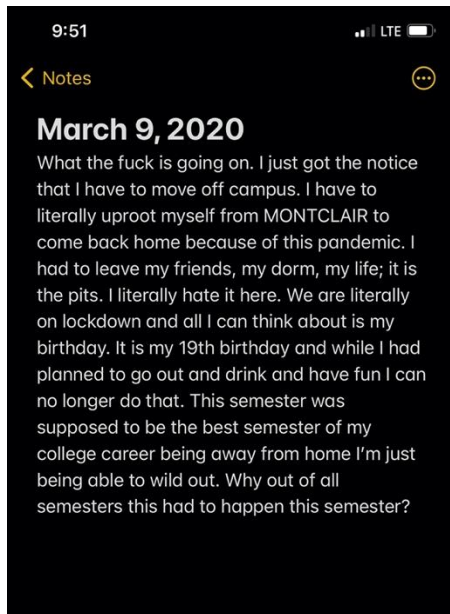 9:51 LTE
Notes
March 9, 2020
What the fuck is going on. I just got the notice
that I have to move off campus. I have to
literally uproot myself from MONTCLAIR to
come back home because of this pandemic. I
had to leave my friends, my dorm, my life; it is
the pits. I literally hate it here. We are literally
on lockdown and all I can think about is my
birthday. It is my 19th birthday and while I had
planned to go out and drink and have fun I can
no longer do that. This semester was
supposed to be the best semester of my
college career being away from home I’m just
being able to wild out. Why out of all
semesters this had to happen this semester?